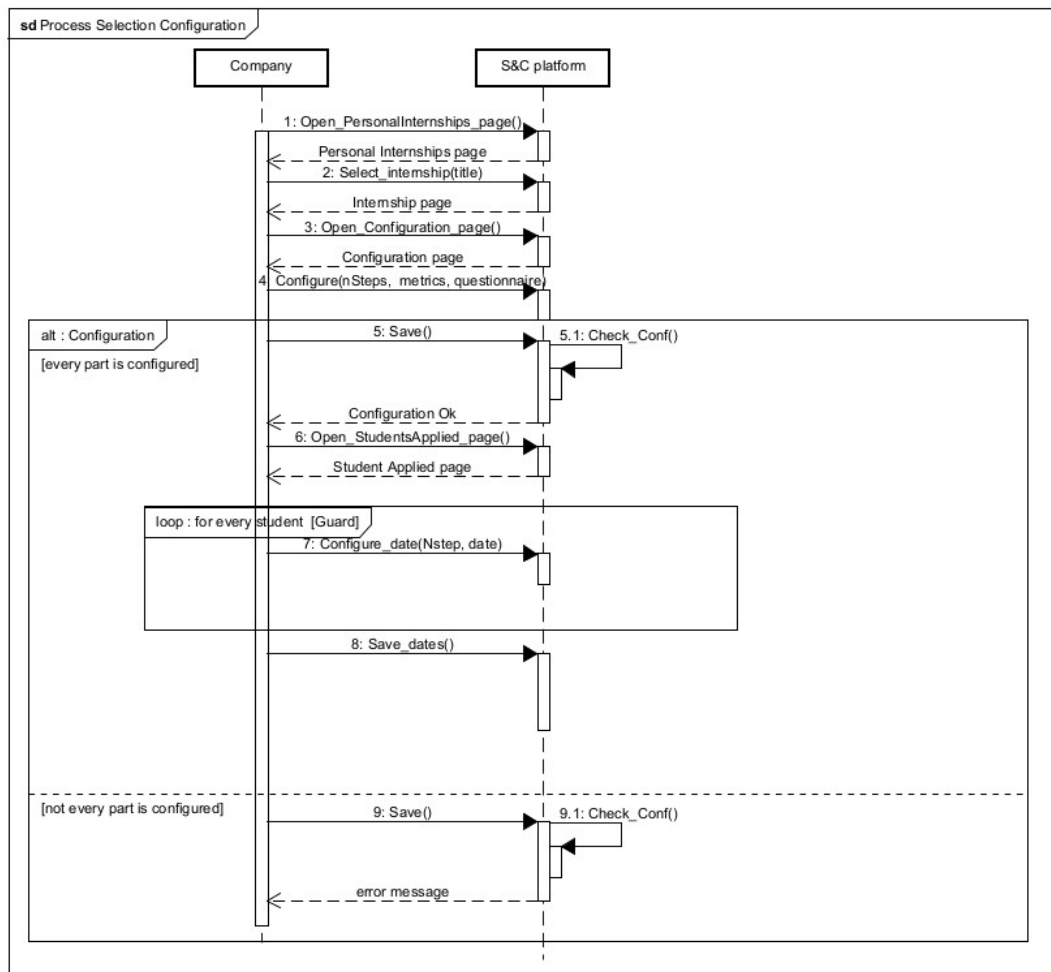 sd Process Selection Configuration
Company
S&C platform
1: Open_PersonalInternships_page()
Personal Internships page
2: Select_internship(title)
Internship page
3: Open_Configuration_page()
Configuration page
4: Configure(nSteps, metrics, questionnaire)
alt : Configuration
5: Save()
5.1: Check_Conf()
[every part is configured]
Configuration Ok
6: Open_StudentsApplied_page()
Student Applied page
loop : for every student [Guard]
7: Configure_date(Nstep, date)
8: Save_dates()
[not every part is configured]
9: Save()
9.1: Check_Conf()
error message